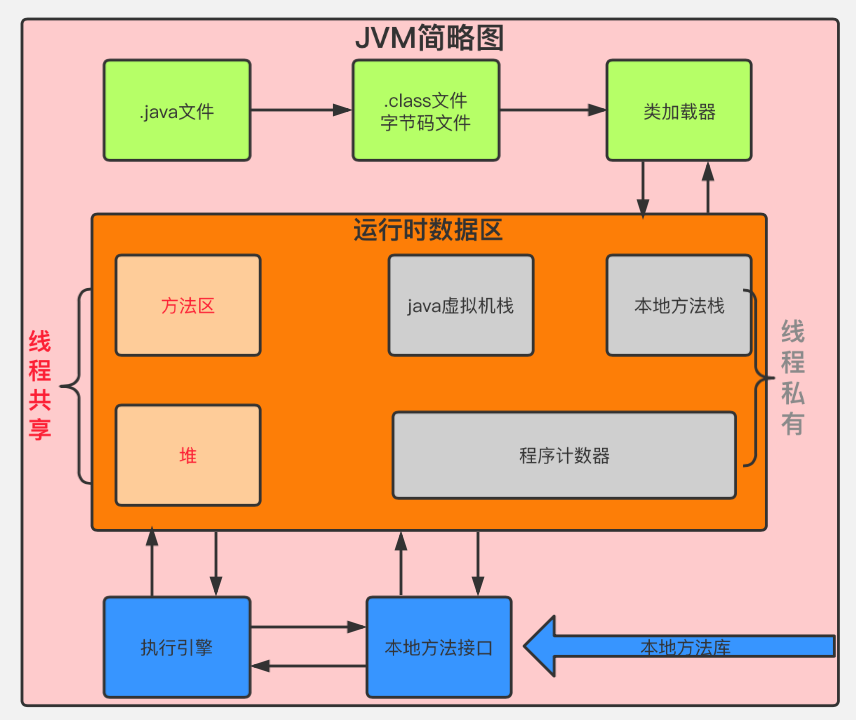 JVM简略图
.java文件
.class文件
字节码文件
类加载器
运行时数据区
方法区
java虚拟机栈
本地方法栈
线
程
共
享
线
程
私
有
堆
程序计数器
执行引擎
本地方法接口
本地方法库